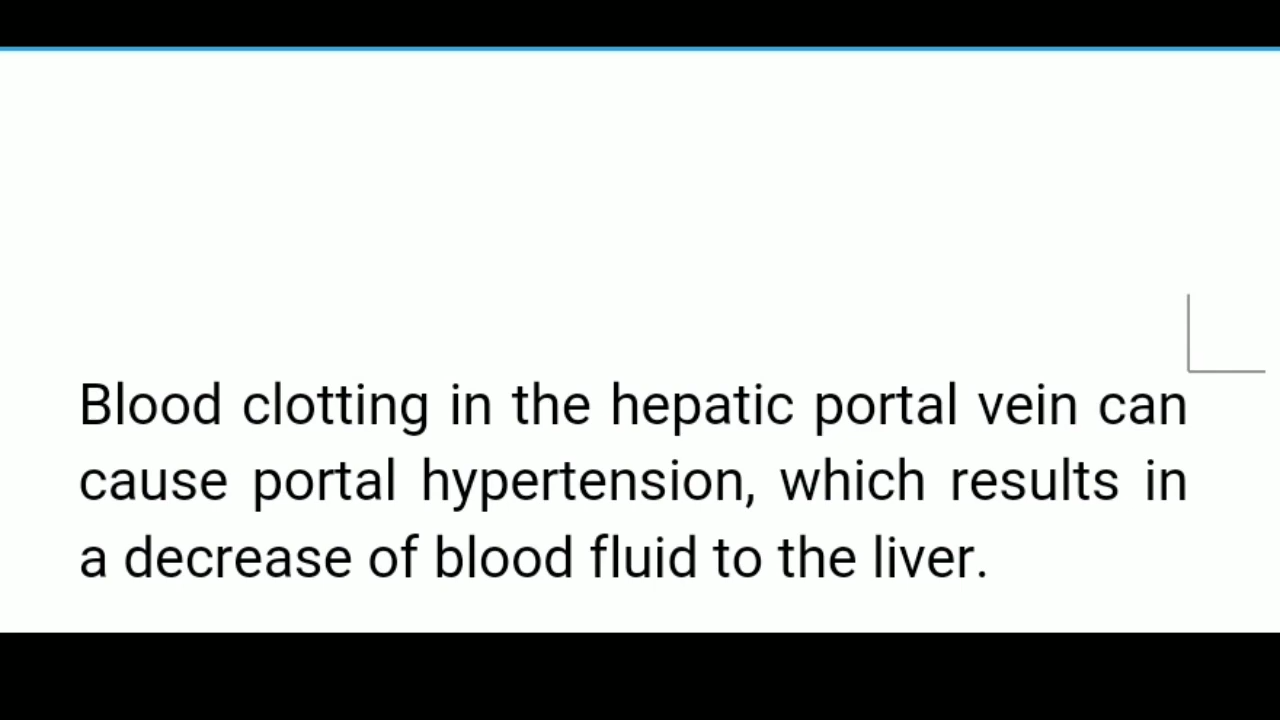 Blood clotting in the hepatic portal vein can
cause portal hypertension, which results in
a decrease of blood fluid to the liver.